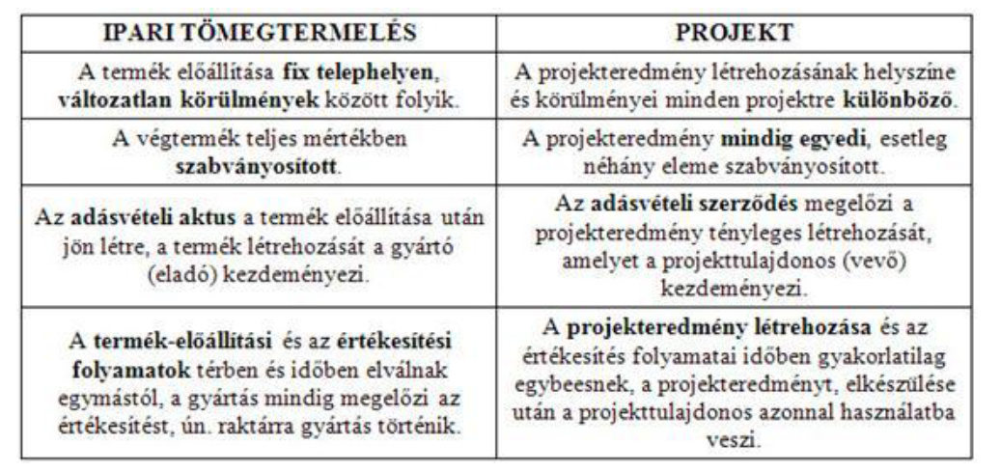 IPARI TÖMEGTERMELÉS
PROJEKT
A termék előállítása fix telephelyen,
változatlan körülmények között folyik.
A projekteredmény létrehozásának helyszíne
és körülményei minden projektre különböző.
A végtermék teljes mértékben
szabványosított.
A projekteredmény mindig egyedi, esetleg
néhány eleme szabványosított.
Az adásvételi aktus a termék előállítása után
jön létre, a termék létrehozását a gyártó
(eladó) kezdeményezi.
Az adásvételi szerződés megelőzi a
projekteredmény tényleges létrehozását,
amelyet a projekttulajdonos (vevő)
kezdeményezi.
A termék-előállítási és az értékesítési
folyamatok térben és időben elválnak
egymástól, a gyártás mindig megelőzi az
értékesítést, ún. raktárra gyártás történik.
A projekteredmény létrehozása és az
értékesítés folyamatai időben gyakorlatilag
egybeesnek, a projekteredményt, elkészülése
után a projekttulajdonos azonnal használatba
veszi.